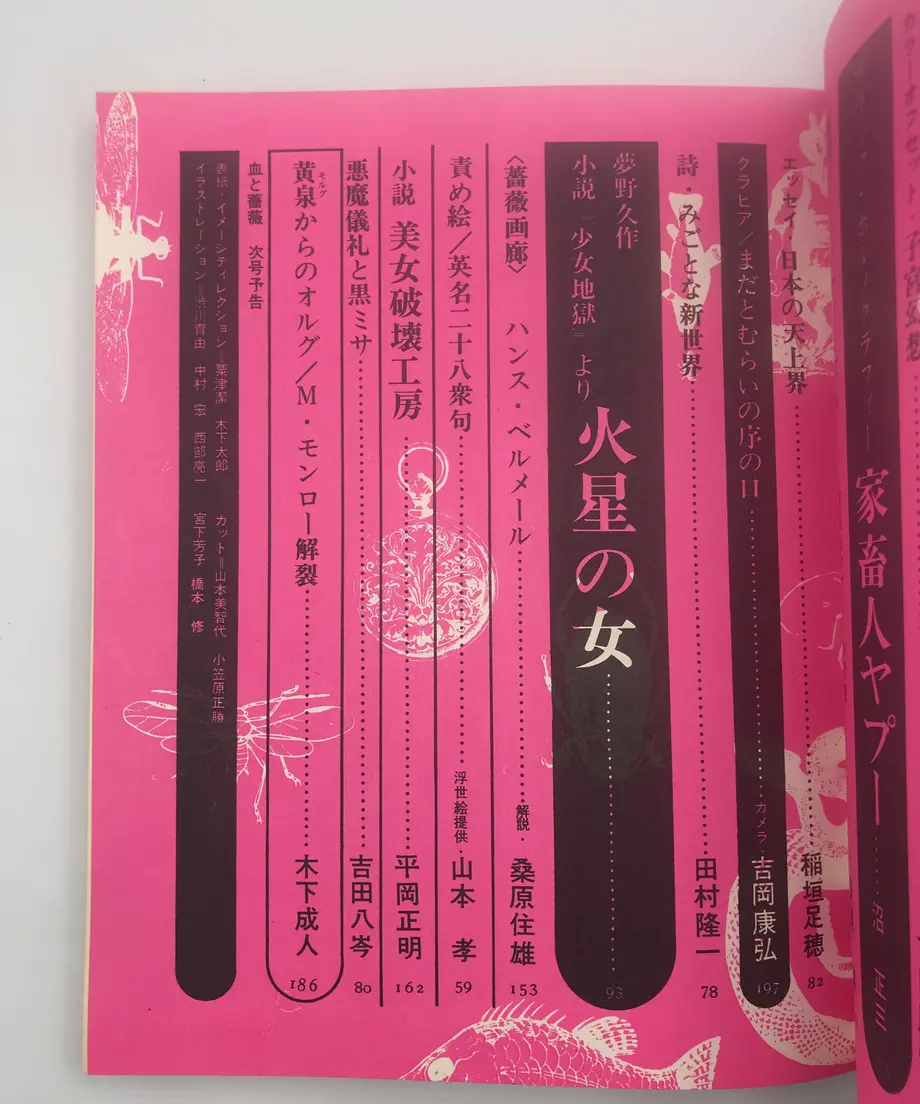 家畜人ヤプー……沼 正三
エッセイ・日本の天上界……稲垣足穂 82
グラビア/まだとむらいの序の日……カメラ・吉岡康弘 197
詩・みごとな新世界……田村隆一 78
夢野久作
小説『少女地獄』より 火星の女……93
〈薔薇画廊〉 ハンス・ベルメール……解説・桑原住雄 153
責め絵/英名二十八衆句……浮世絵提供・山本 孝 59
小説 美女破壊工房……平岡正明 162
悪魔儀礼と黒ミサ……吉田八岑 80
黄泉からのオルグ/M・モンロー解裂……木下成人 186
モルグ
血と薔薇 次号予告
表紙・イメージディレクション=粟津潔 木下太郎 カット=山本美智代 小笠原正勝
イラストレーション=渋川育由 中村 宏 西部亮一 宮下芳子 橋本 修